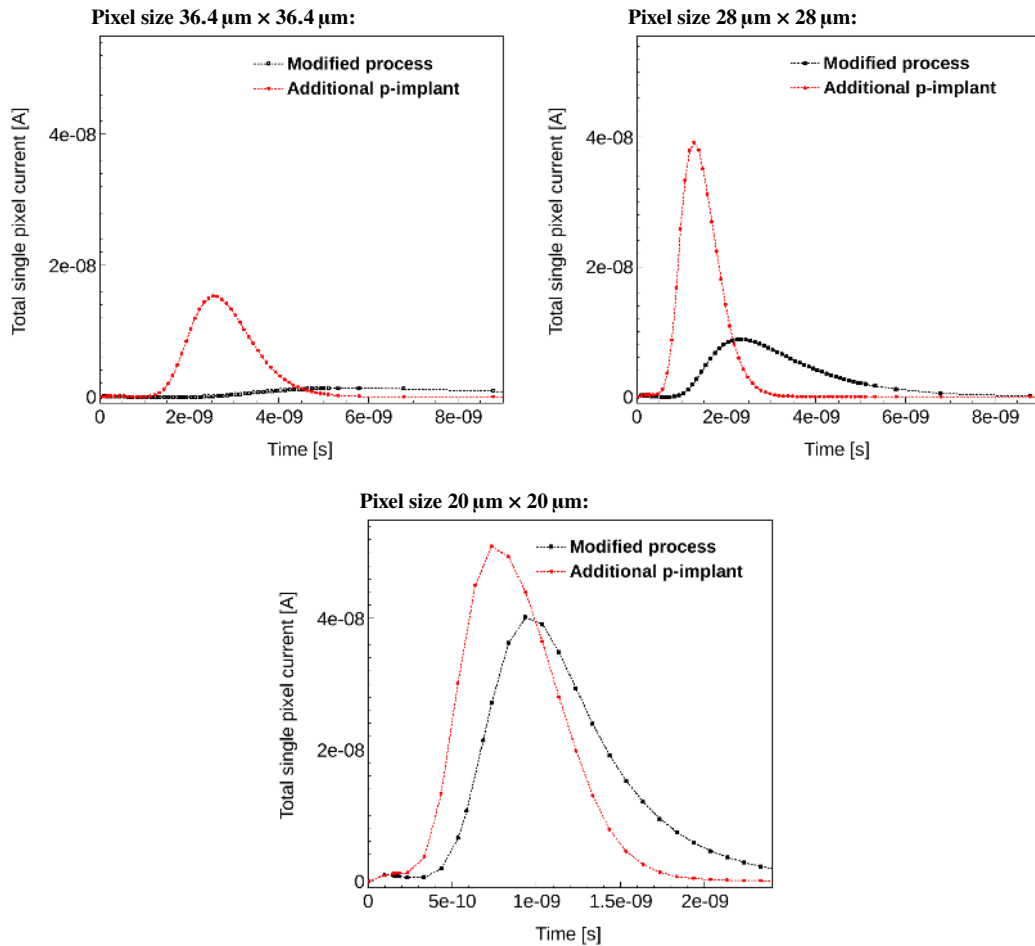 Pixel size 36.4 µm × 36.4 µm:
Modified process
Additional p-implant
Total single pixel current [A]
4e-08
2e-08
0
0 2e-09 4e-09 6e-09 8e-09
Time [s]
Pixel size 28 µm × 28 µm:
Modified process
Additional p-implant
Total single pixel current [A]
4e-08
2e-08
0
0 2e-09 4e-09 6e-09 8e-09
Time [s]
Pixel size 20 µm × 20 µm:
Modified process
Additional p-implant
Total single pixel current [A]
4e-08
2e-08
0
0 5e-10 1e-09 1.5e-09 2e-09
Time [s]